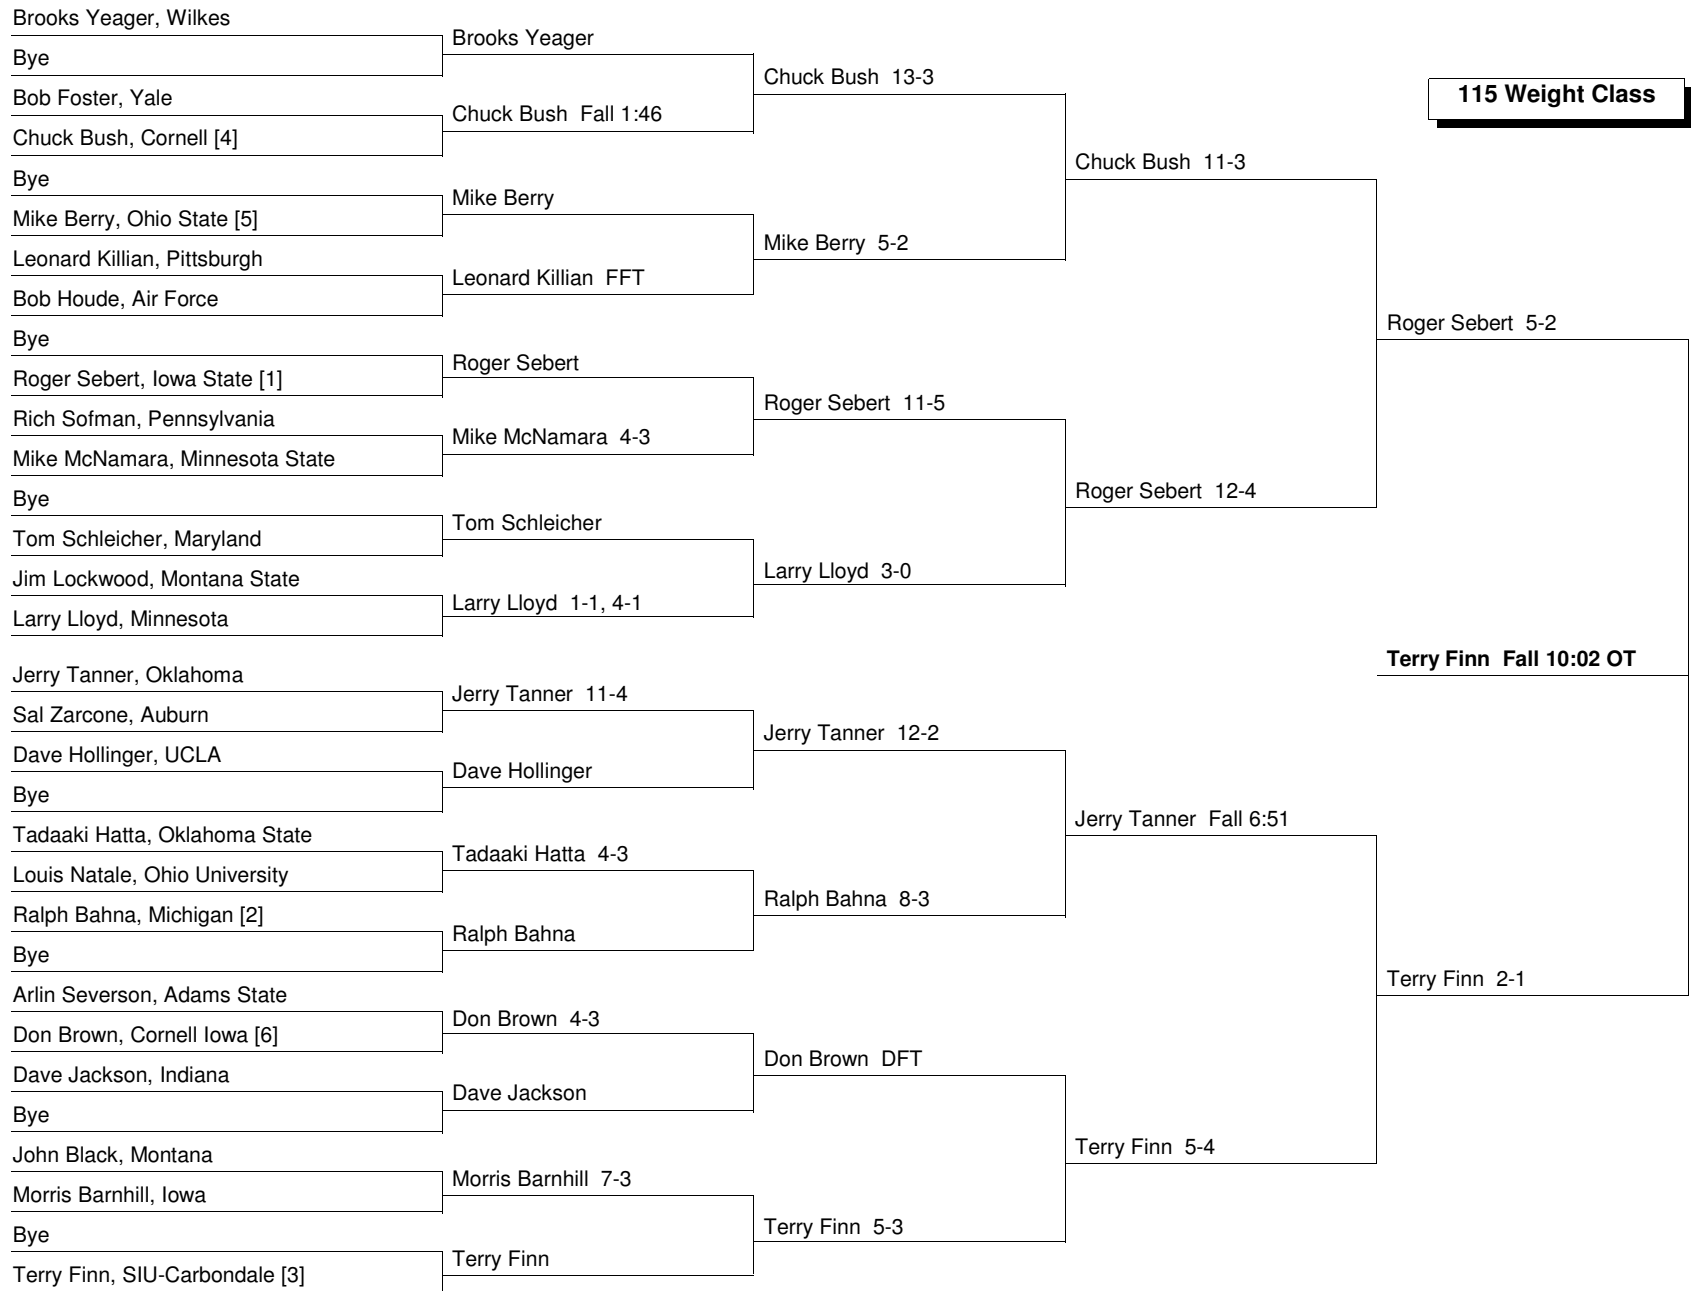 Brooks Yeager, Wilkes
Bye
Bob Foster, Yale
Chuck Bush, Cornell [4]
Bye
Mike Berry, Ohio State [5]
Leonard Killian, Pittsburgh
Bob Houde, Air Force
Bye
Roger Sebert, Iowa State [1]
Rich Sofman, Pennsylvania
Mike McNamara, Minnesota State
Bye
Tom Schleicher, Maryland
Jim Lockwood, Montana State
Larry Lloyd, Minnesota
Jerry Tanner, Oklahoma
Sal Zarcone, Auburn
Dave Hollinger, UCLA
Bye
Tadaaki Hatta, Oklahoma State
Louis Natale, Ohio University
Ralph Bahna, Michigan [2]
Bye
Arlin Severson, Adams State
Don Brown, Cornell Iowa [6]
Dave Jackson, Indiana
Bye
John Black, Montana
Morris Barnhill, Iowa
Bye
Terry Finn, SIU-Carbondale [3]
Brooks Yeager
Chuck Bush Fall 1:46
Mike Berry
Leonard Killian FFT
Roger Sebert
Mike McNamara 4-3
Tom Schleicher
Larry Lloyd 1-1, 4-1
Jerry Tanner 11-4
Dave Hollinger
Tadaaki Hatta 4-3
Ralph Bahna
Don Brown 4-3
Dave Jackson
Morris Barnhill 7-3
Terry Finn
Chuck Bush 13-3
Mike Berry 5-2
Roger Sebert 11-5
Larry Lloyd 3-0
Jerry Tanner 12-2
Ralph Bahna 8-3
Don Brown DFT
Terry Finn 5-3
Chuck Bush 11-3
Roger Sebert 12-4
Jerry Tanner Fall 6:51
Terry Finn 5-4
115 Weight Class
Roger Sebert 5-2
Terry Finn Fall 10:02 OT
Terry Finn 2-1